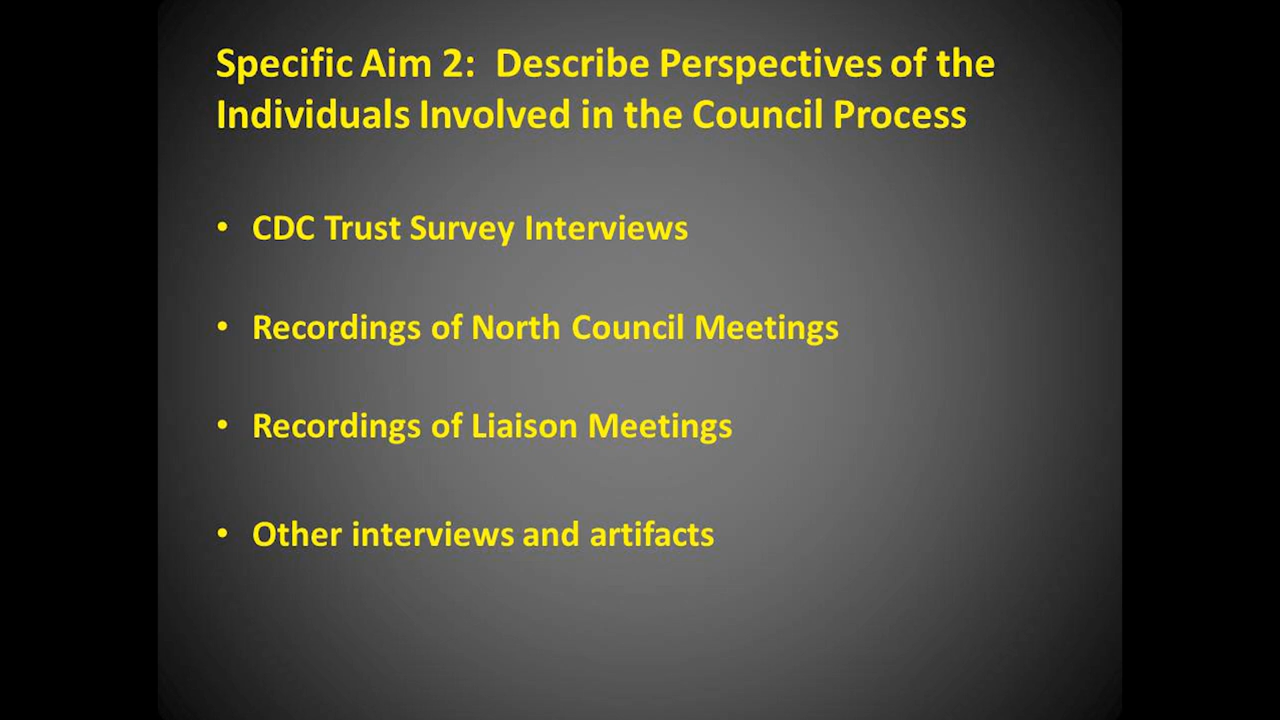 Specific Aim 2:  Describe Perspectives of the
Individuals Involved in the Council Process
• CDC Trust Survey Interviews
• Recordings of North Council Meetings
• Recordings of Liaison Meetings
• Other interviews and artifacts